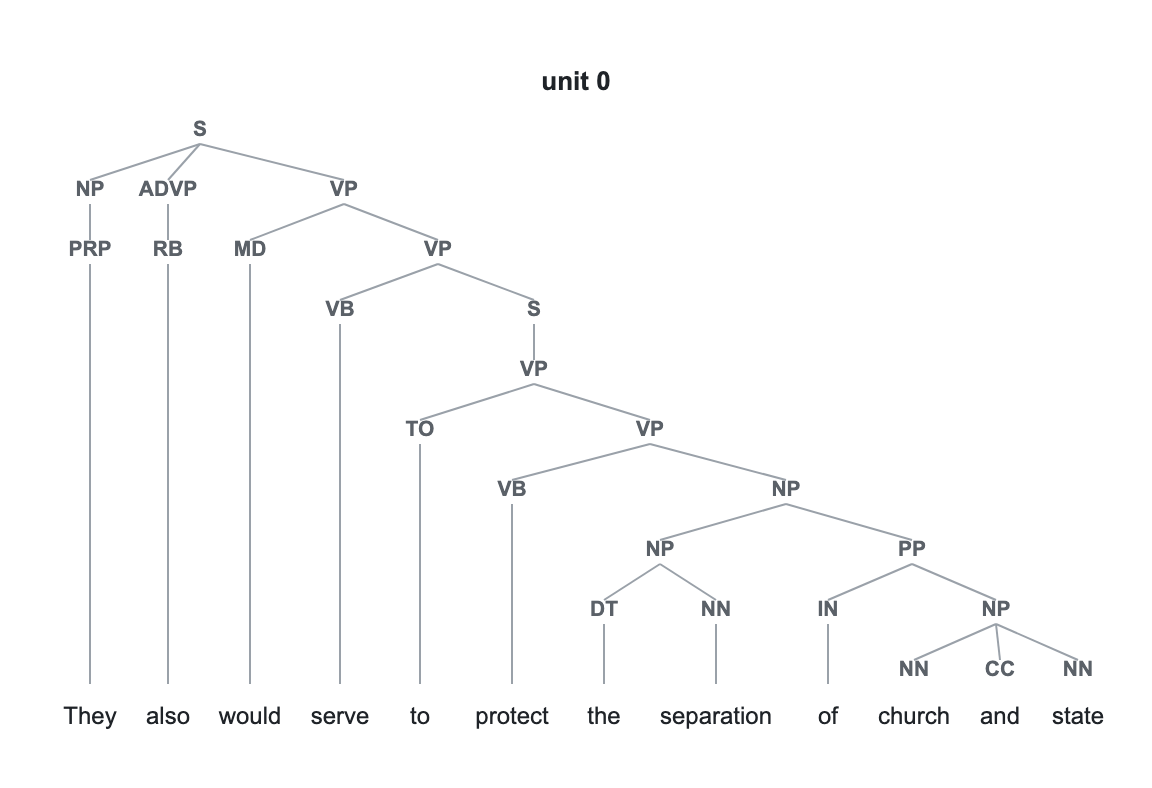 unit 0
S
NP ADVP VP
PRP RB MD VP
VB S
VP
TO VP
VB NP
NP PP
DT NN IN NP
NN CC NN
They also would serve to protect the separation of church and state